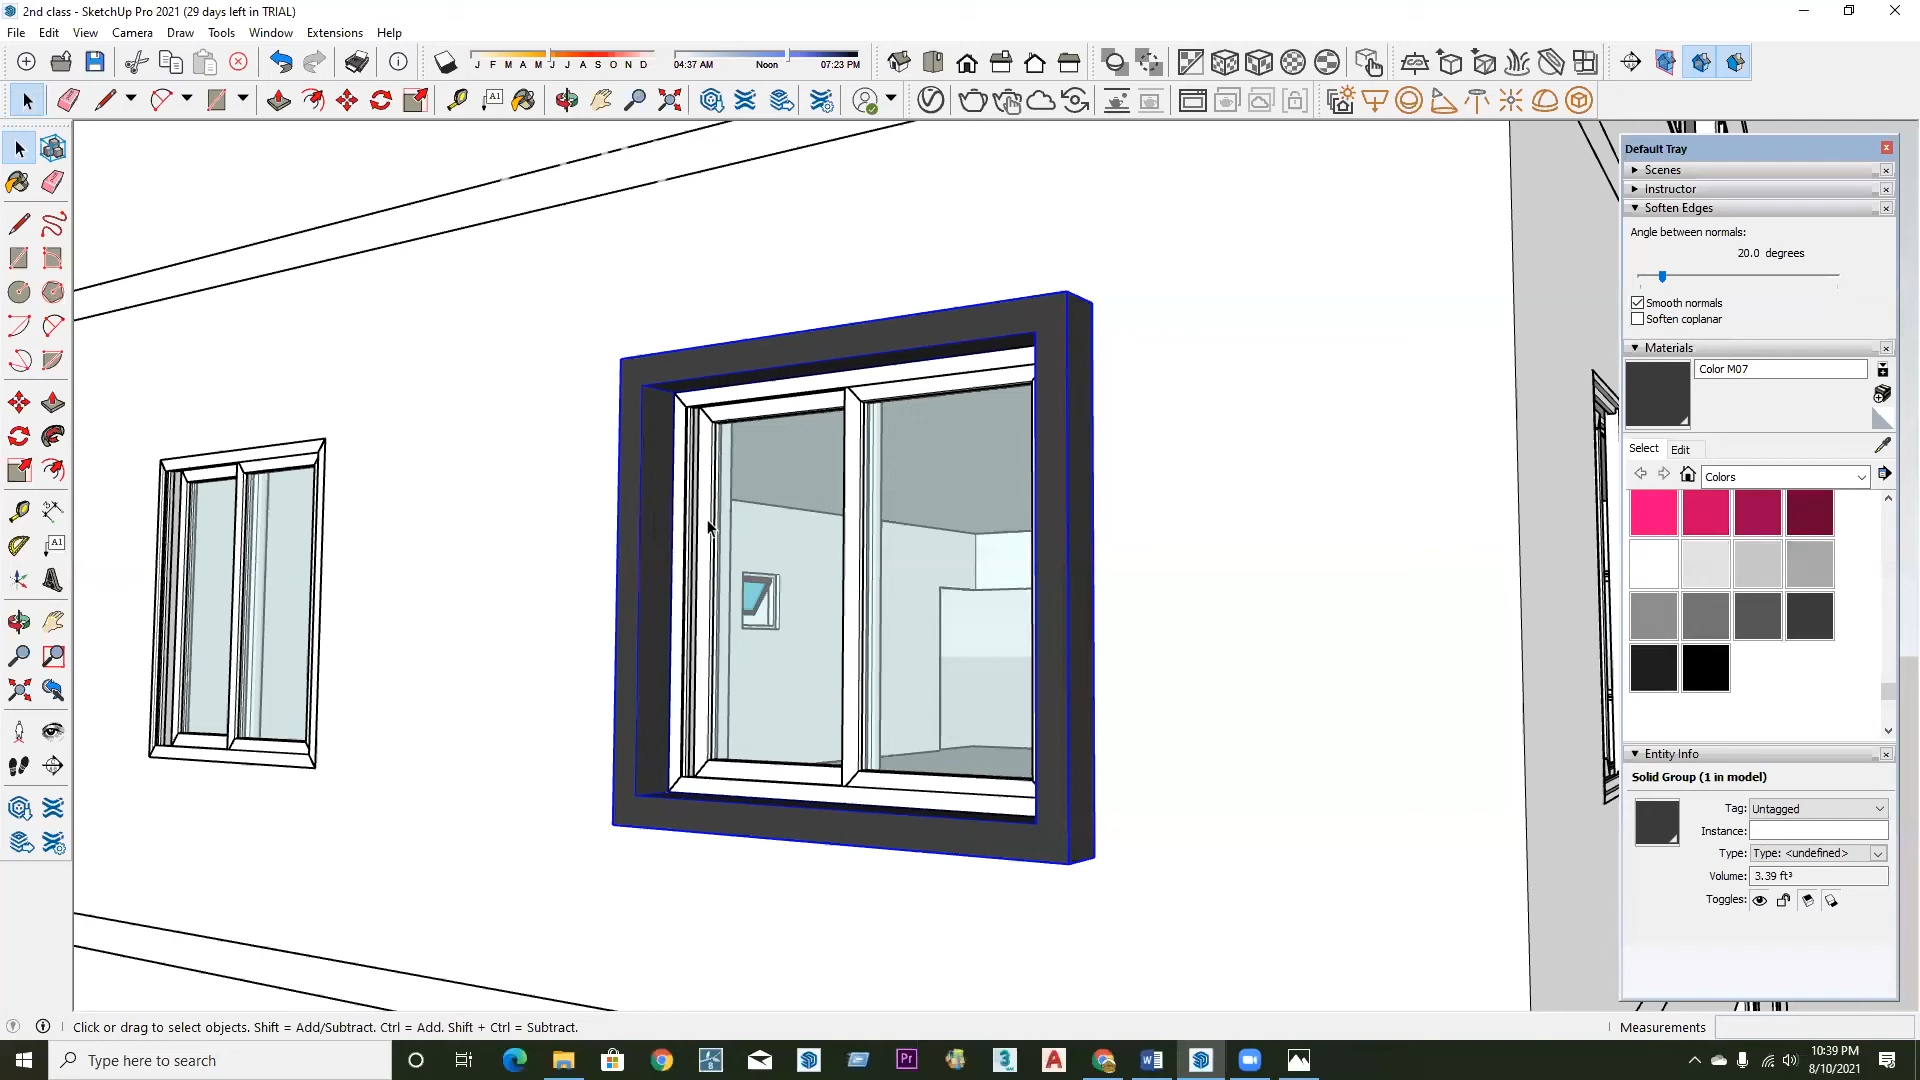 2nd class - SketchUp Pro 2021 (29 days left in TRIAL)
File Edit View Camera Draw Tools Window Extensions Help
J F M A M J J A S O N D
04:37 AM Noon 07:23 PM
A1
Default Tray
Scenes
Instructor
Soften Edges
Angle between normals:
20.0 degrees
Smooth normals
Soften coplanar
Materials
Color M07
Select Edit
Colors
A1
Entity Info
Solid Group (1 in model)
Tag: Untagged
Instance:
Type: Type: <undefined>
Volume: 3.39 ft³
Toggles:
Click or drag to select objects. Shift = Add/Subtract. Ctrl = Add. Shift + Ctrl = Subtract.
Measurements
Type here to search
Pr
3
A
W
10:39 PM
8/10/2021